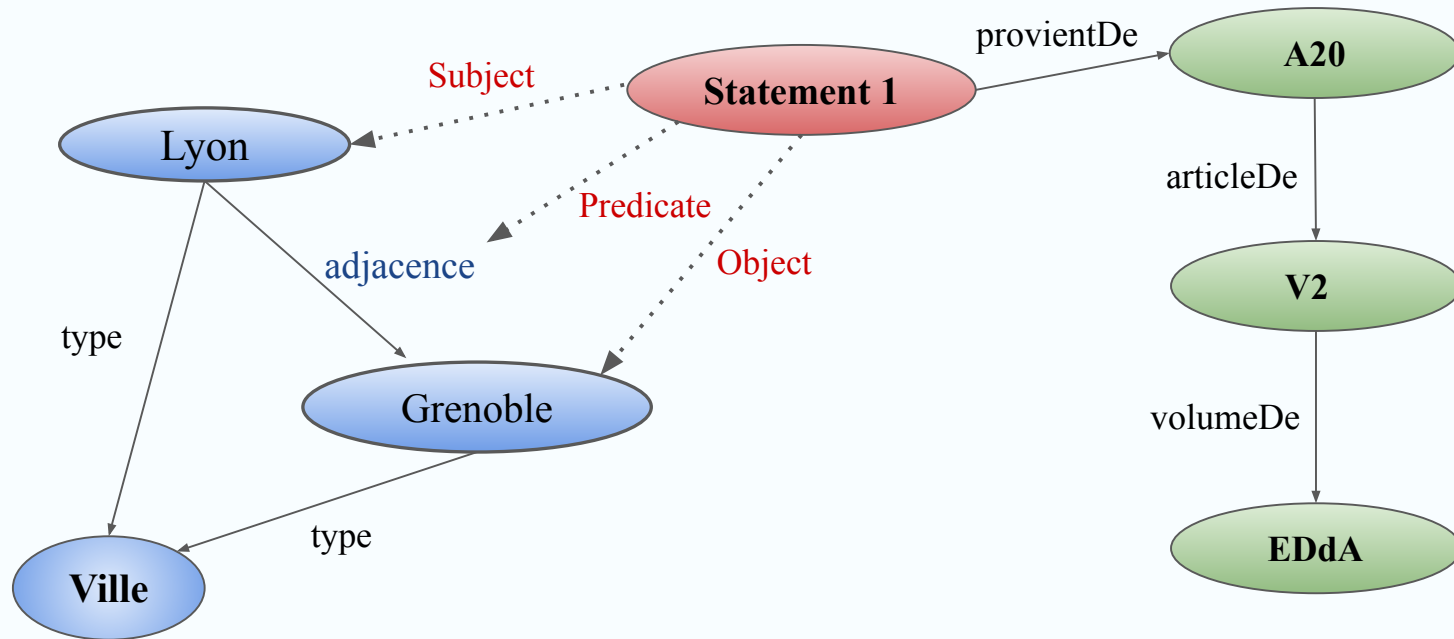 provientDe
A20
Subject
Statement 1
Lyon
articleDe
Predicate
adjacence
Object
V2
type
Grenoble
volumeDe
type
EDdA
Ville